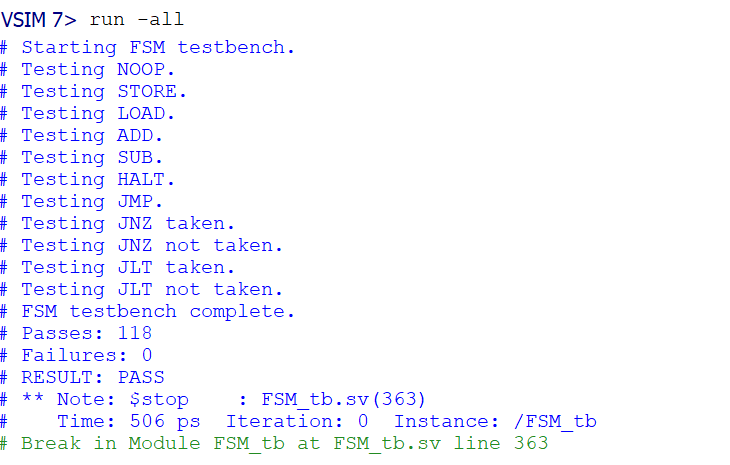 VSIM 7> run -all
# Starting FSM testbench.
# Testing NOOP.
# Testing STORE.
# Testing LOAD.
# Testing ADD.
# Testing SUB.
# Testing HALT.
# Testing JMP.
# Testing JNZ taken.
# Testing JNZ not taken.
# Testing JLT taken.
# Testing JLT not taken.
# FSM testbench complete.
# Passes: 118
# Failures: 0
# RESULT: PASS
# ** Note: $stop    : FSM_tb.sv(363)
#    Time: 506 ps  Iteration: 0  Instance: /FSM_tb
# Break in Module FSM_tb at FSM_tb.sv line 363